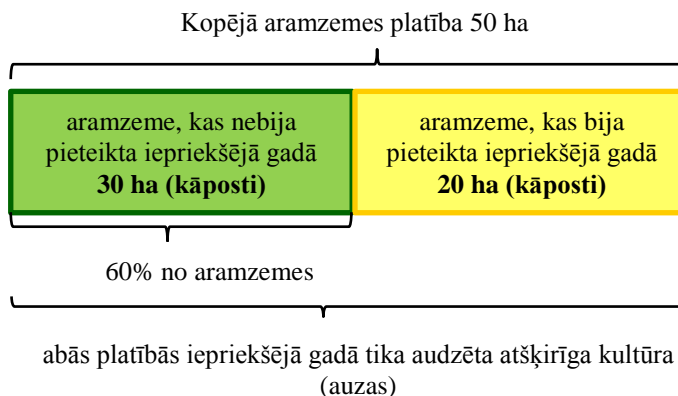 Kopējā aramzemes platība 50 ha
aramzeme, kas nebija
pieteikta iepriekšējā gadā
30 ha (kāposti)
aramzeme, kas bija
pieteikta iepriekšējā gadā
20 ha (kāposti)
60% no aramzemes
abās platībās iepriekšējā gadā tika audzēta atšķirīga kultūra
(auzas)